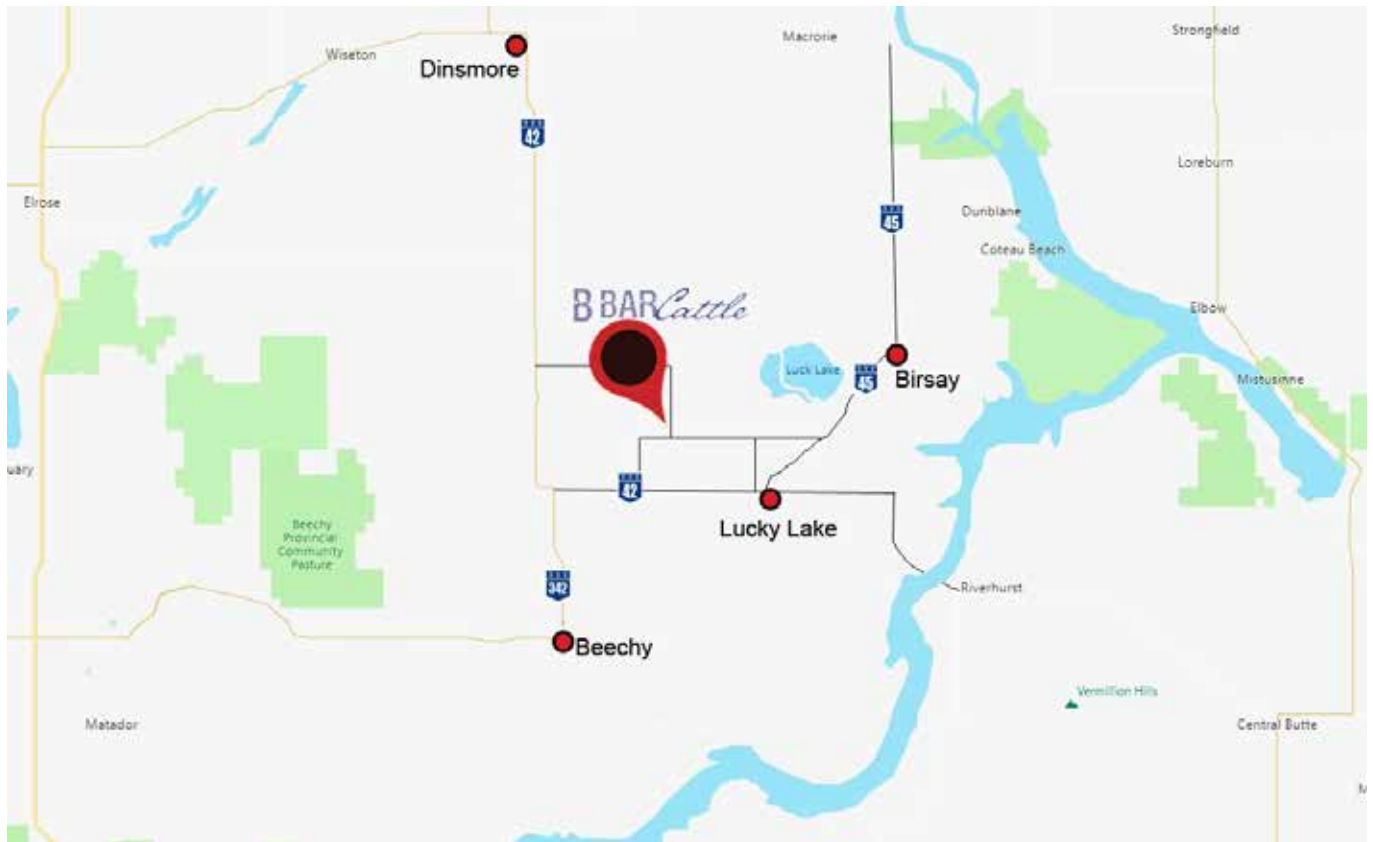 Strongfield
Macrorie
Wiseton
Dinsmore
42
Loreburn
Elrose
45
Dunblane
Coteau Beach
B BAR Cattle
Elbow
Luck Lake
45
Birsay
Mistusinne
uary
42
Lucky Lake
Beechy
Provincial
Community
Pasture
342
Riverhurst
Beechy
Vermillion Hills
Matador
Central Butte
M